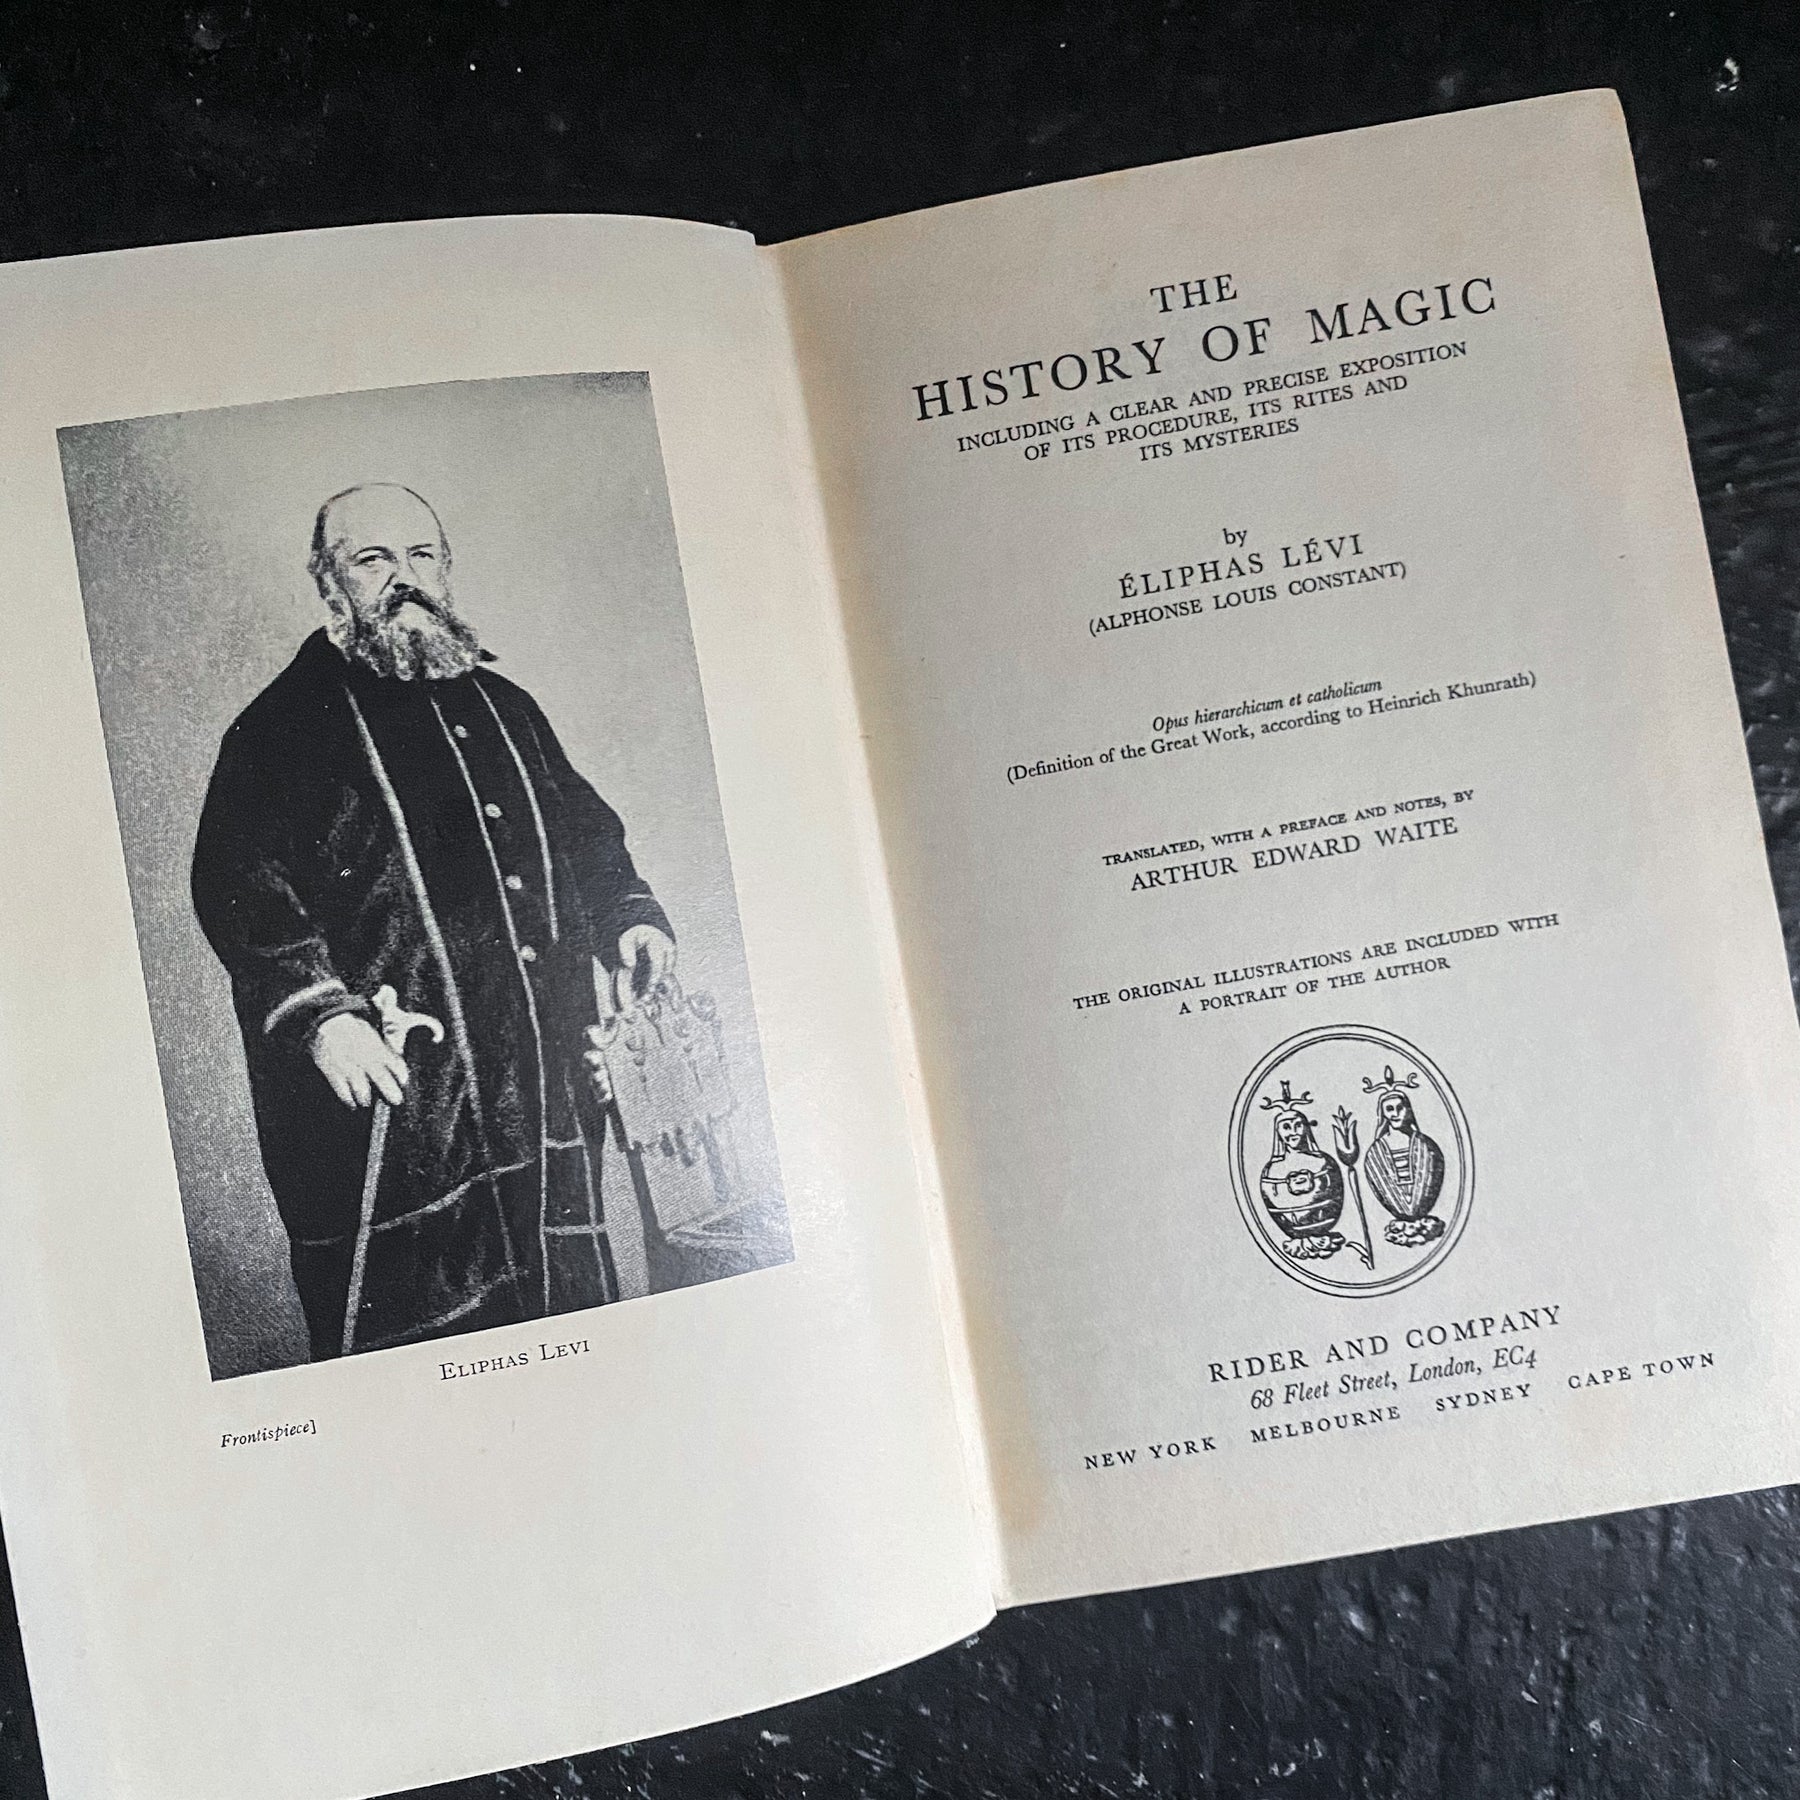 ELIPHAS LEVI
Frontispiece]
THE
HISTORY OF MAGIC
INCLUDING A CLEAR AND PRECISE EXPOSITION
OF ITS PROCEDURE, ITS RITES AND
ITS MYSTERIES
by
ÉLIPHAS LÉVI
(ALPHONSE LOUIS CONSTANT)
Opus hierarchicum et catholicum
(Definition of the Great Work, according to Heinrich Khunrath)
TRANSLATED, WITH A PREFACE AND NOTES, BY
ARTHUR EDWARD WAITE
THE ORIGINAL ILLUSTRATIONS ARE INCLUDED WITH
A PORTRAIT OF THE AUTHOR
RIDER AND COMPANY
68 Fleet Street, London, EC4
NEW YORK MELBOURNE SYDNEY CAPE TOWN